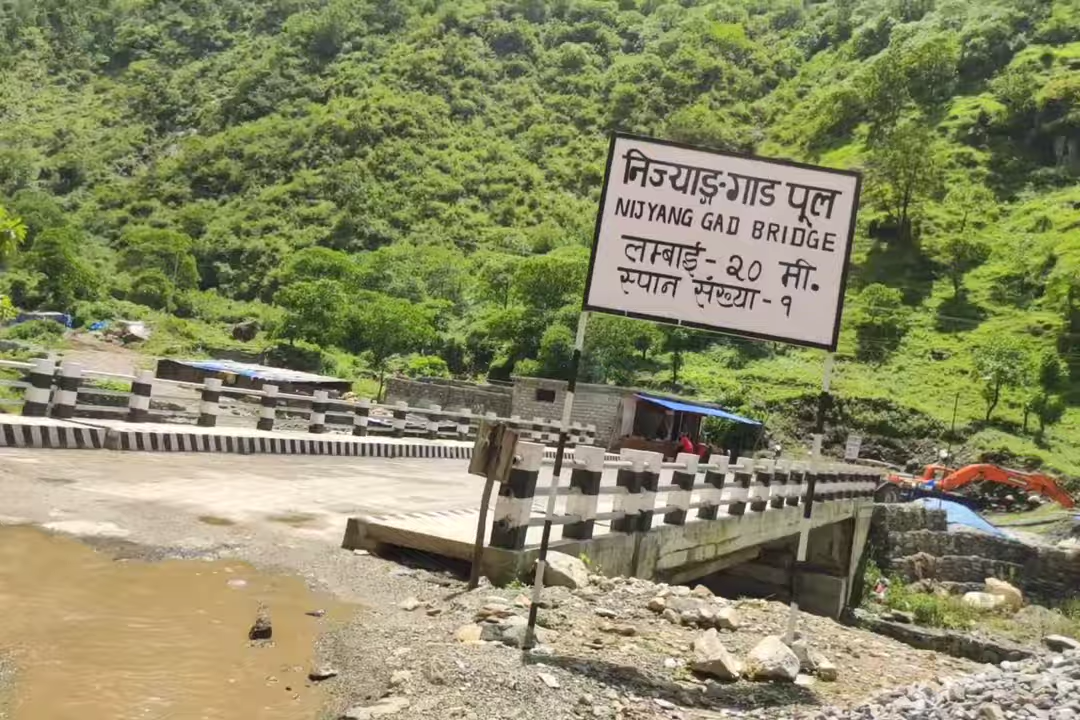 निज्याङ्ग-गाड पूल
NIJYANG GAD BRIDGE
लम्बाई - २० मी.
स्पान संख्या - १